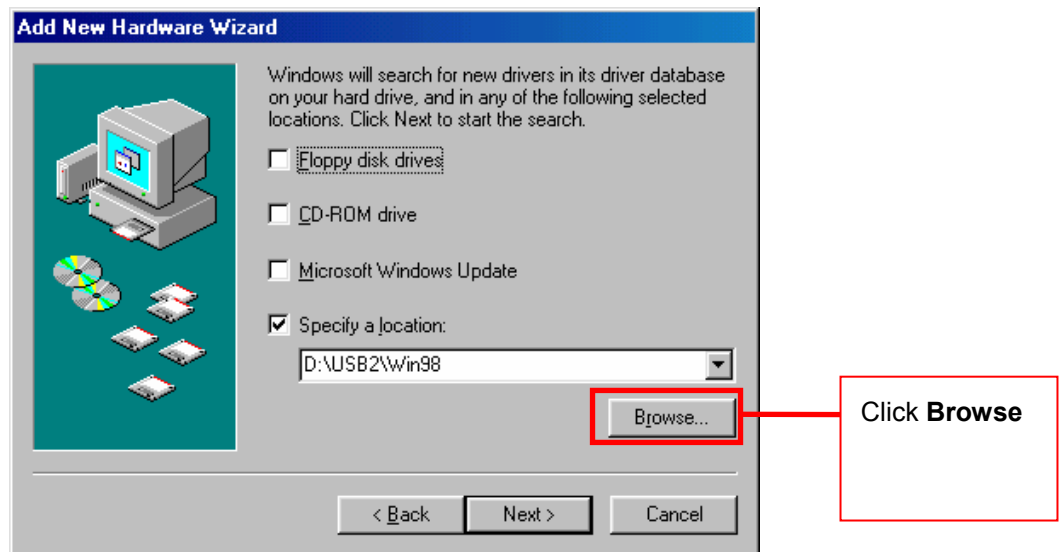 Add New Hardware Wizard
Windows will search for new drivers in its driver database
on your hard drive, and in any of the following selected
locations. Click Next to start the search.
Floppy disk drives
CD-ROM drive
Microsoft Windows Update
Specify a location:
D:\USB2\Win98
Browse...
Click Browse
< Back
Next >
Cancel